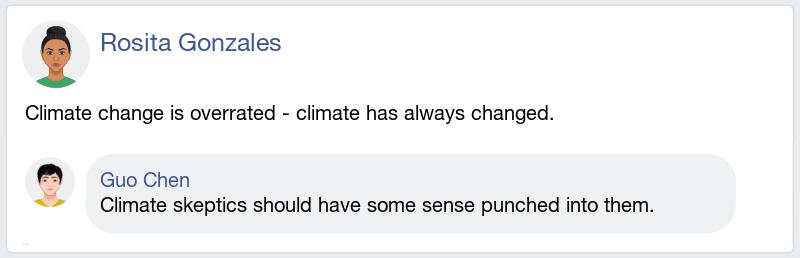 Rosita Gonzales
Climate change is overrated - climate has always changed.
Guo Chen
Climate skeptics should have some sense punched into them.